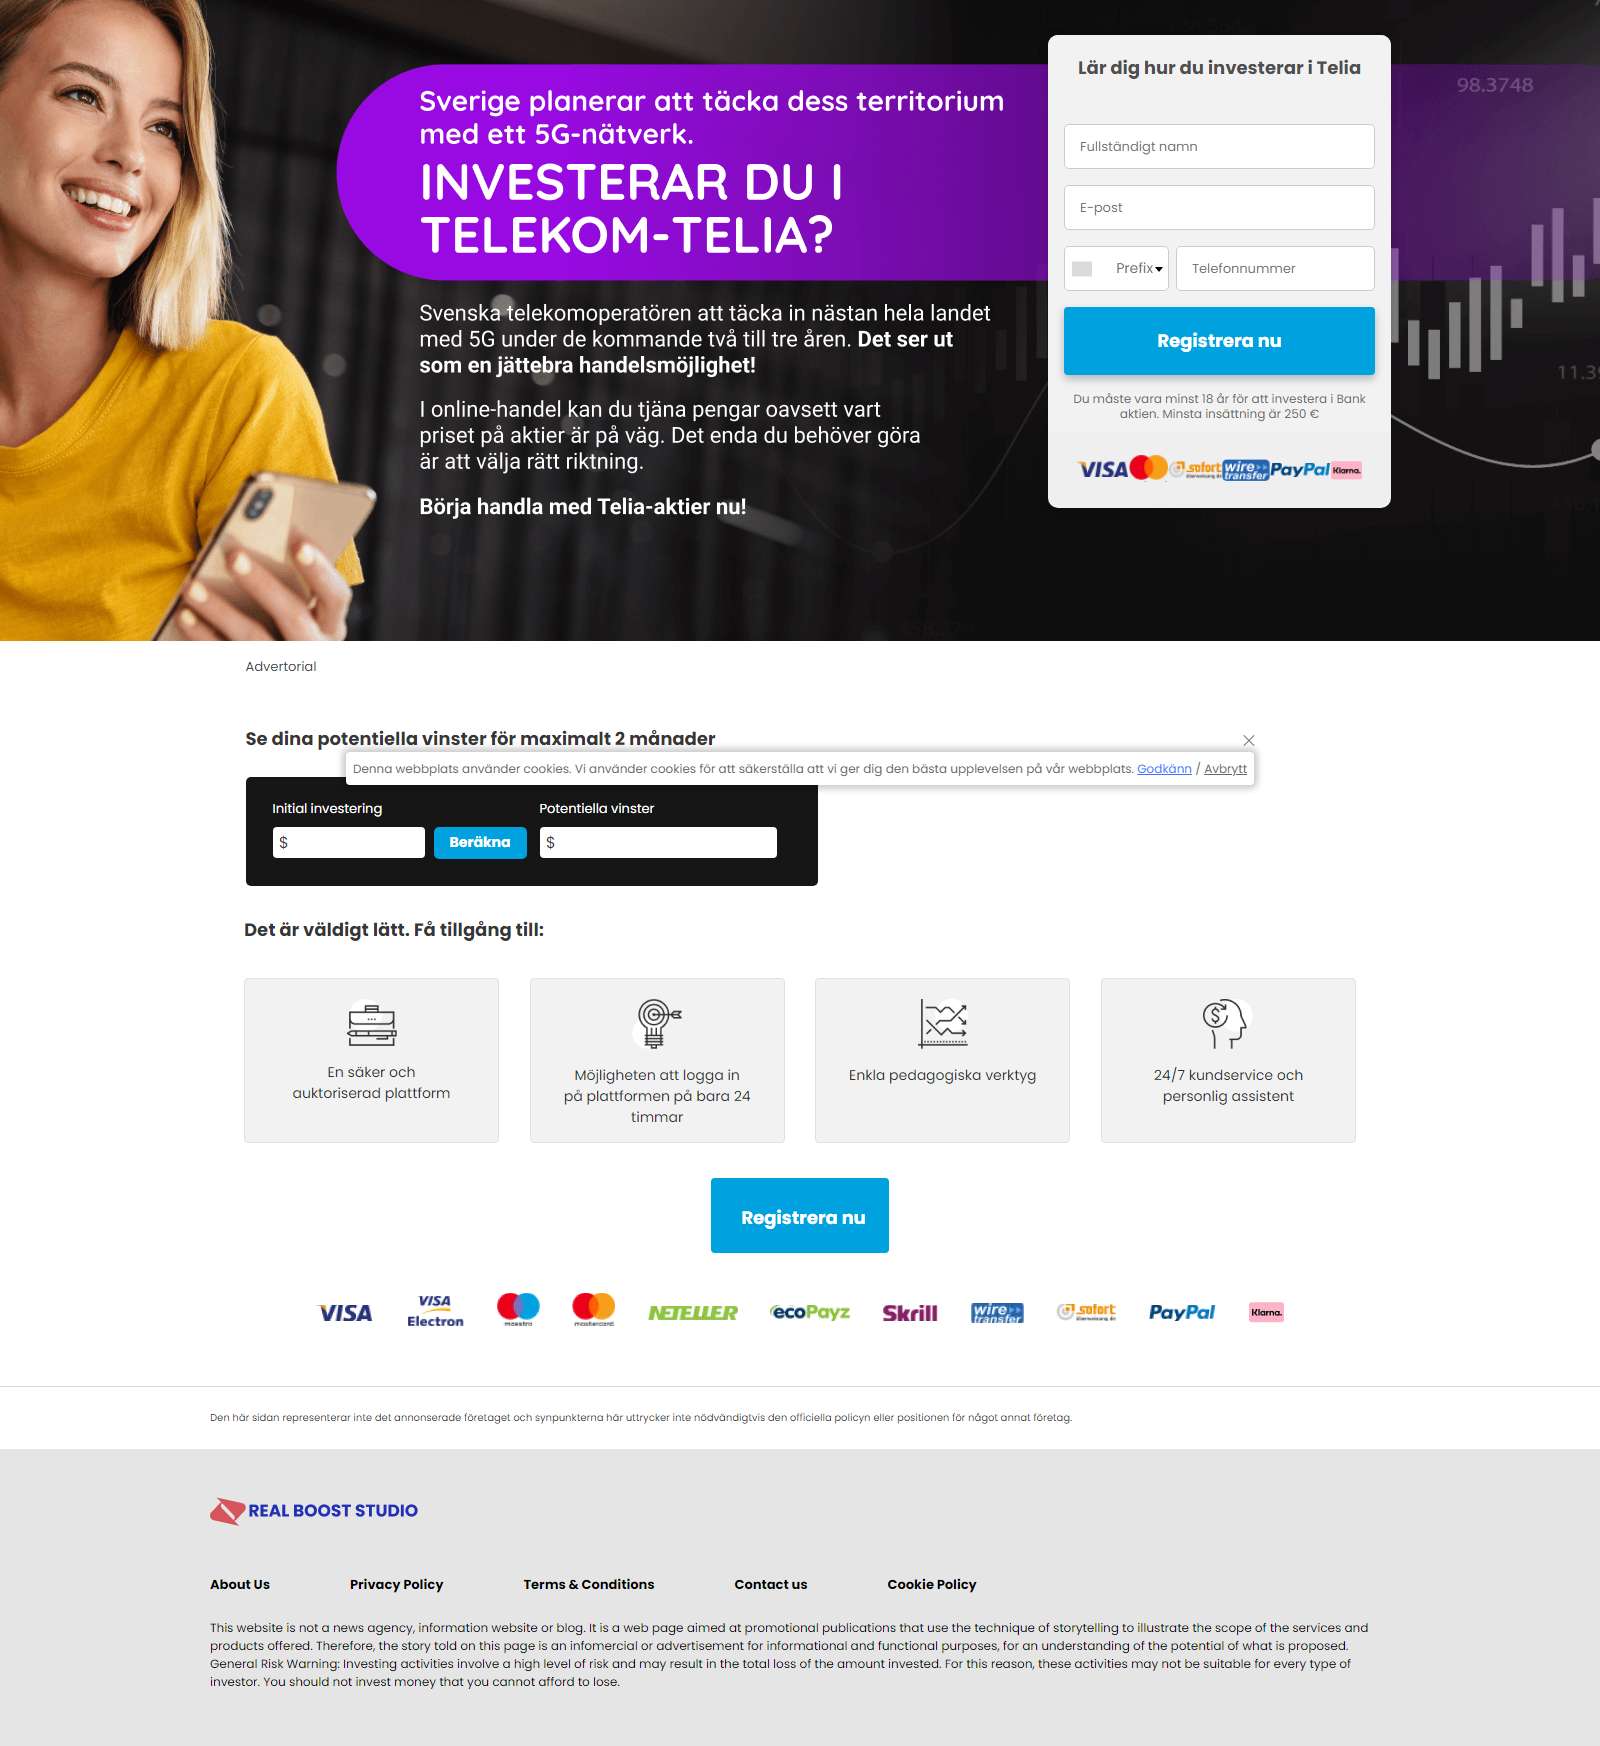 Sverige planerar att täcka dess territorium
med ett 5G-nätverk.
INVESTERAR DU I
TELEKOM-TELIA?
Svenska telekomoperatören att täcka in nästan hela landet
med 5G under de kommande två till tre åren. Det ser ut
som en jättebra handelsmöjlighet!
I online-handel kan du tjäna pengar oavsett vart
priset på aktier är på väg. Det enda du behöver göra
är att välja rätt riktning.
Börja handla med Telia-aktier nu!
98.3748
Lär dig hur du investerar i Telia
Fullständigt namn
E-post
Prefix
Telefonnummer
Registrera nu
Du måste vara minst 18 år för att investera i Bank
aktien. Minsta insättning är 250 €
VISA sofort wire transfer PayPal Klarna.
Advertorial
Se dina potentiella vinster för maximalt 2 månader
Denna webbplats använder cookies. Vi använder cookies för att säkerställa att vi ger dig den bästa upplevelsen på vår webbplats. Godkänn / Avbrytt
Initial investering
Potentiella vinster
$
Beräkna
$
Det är väldigt lätt. Få tillgång till:
En säker och
auktoriserad plattform
Möjligheten att logga in
på plattformen på bara 24
timmar
Enkla pedagogiska verktyg
24/7 kundservice och
personlig assistent
Registrera nu
VISA VISA Electron maestro mastercard NETELLER ecoPayz Skrill wire transfer sofort PayPal Klarna.
Den här sidan representerar inte det annonserade företaget och synpunkterna här uttrycker inte nödvändigtvis den officiella policyn eller positionen för något annat företag.
REAL BOOST STUDIO
About Us
Privacy Policy
Terms & Conditions
Contact us
Cookie Policy
This website is not a news agency, information website or blog. It is a web page aimed at promotional publications that use the technique of storytelling to illustrate the scope of the services and
products offered. Therefore, the story told on this page is an infomercial or advertisement for informational and functional purposes, for an understanding of the potential of what is proposed.
General Risk Warning: Investing activities involve a high level of risk and may result in the total loss of the amount invested. For this reason, these activities may not be suitable for every type of
investor. You should not invest money that you cannot afford to lose.